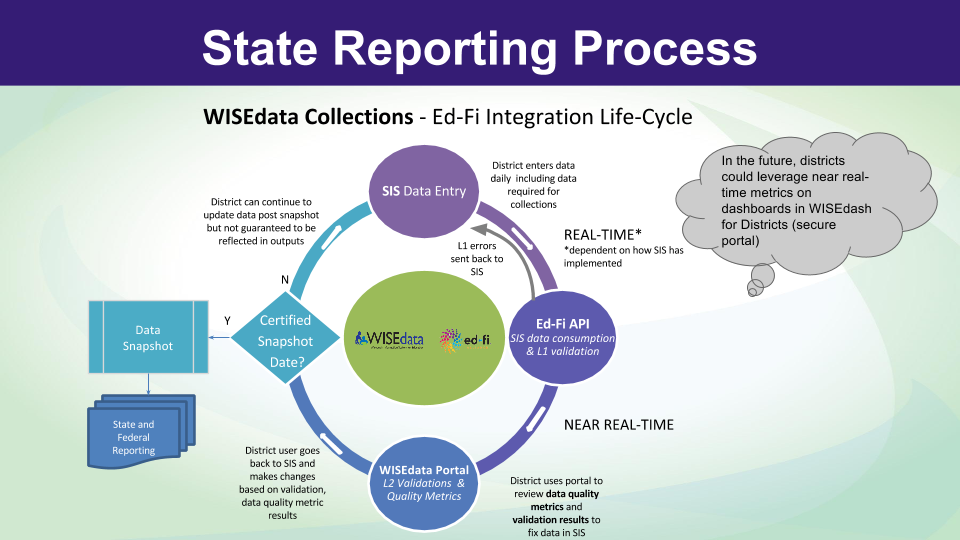 State Reporting Process
WISEdata Collections - Ed-Fi Integration Life-Cycle
SIS Data Entry
District enters data
daily including data
required for
collections
In the future, districts
could leverage near real-
time metrics on
dashboards in WISEdash
for Districts (secure
portal)
District can continue to
update data post snapshot
but not guaranteed to be
reflected in outputs
REAL-TIME*
*dependent on how SIS has
implemented
L1 errors
sent back to
SIS
N
Y
Certified
Snapshot
Date?
Data
Snapshot
WISEdata
ed-fi
Ed-Fi API
SIS data consumption
& L1 validation
State and
Federal
Reporting
NEAR REAL-TIME
District user goes
back to SIS and
makes changes
based on validation,
data quality metric
results
WISEdata Portal
L2 Validations &
Quality Metrics
District uses portal to
review data quality
metrics and
validation results to
fix data in SIS